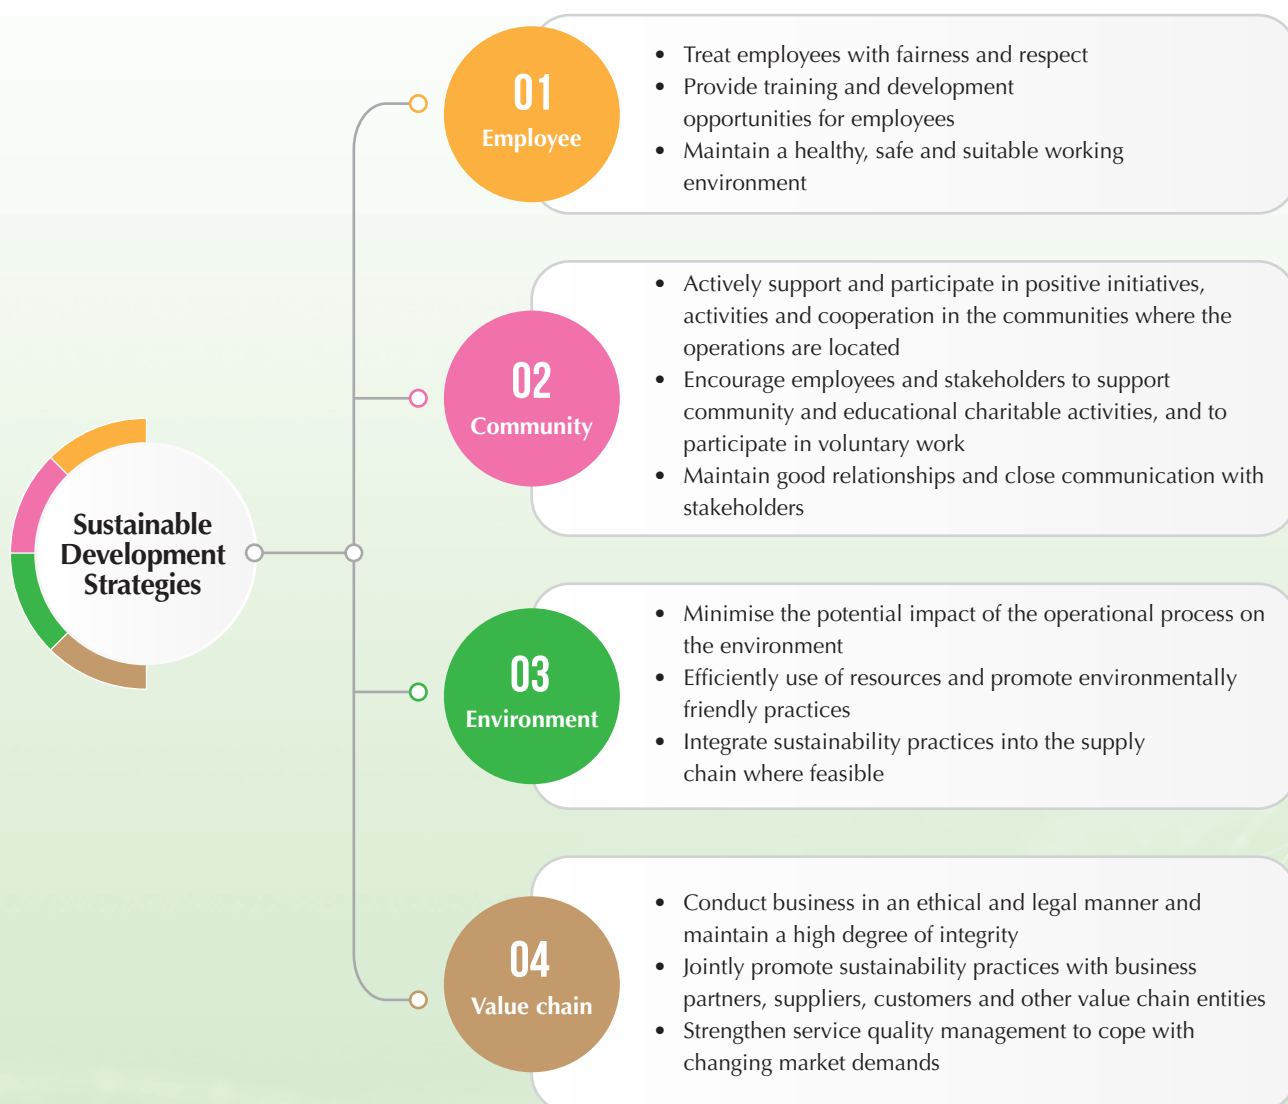 Sustainable
Development
Strategies
01
Employee
• Treat employees with fairness and respect
• Provide training and development
opportunities for employees
• Maintain a healthy, safe and suitable working
environment
02
Community
• Actively support and participate in positive initiatives,
activities and cooperation in the communities where the
operations are located
• Encourage employees and stakeholders to support
community and educational charitable activities, and to
participate in voluntary work
• Maintain good relationships and close communication with
stakeholders
03
Environment
• Minimise the potential impact of the operational process on
the environment
• Efficiently use of resources and promote environmentally
friendly practices
• Integrate sustainability practices into the supply
chain where feasible
04
Value chain
• Conduct business in an ethical and legal manner and
maintain a high degree of integrity
• Jointly promote sustainability practices with business
partners, suppliers, customers and other value chain entities
• Strengthen service quality management to cope with
changing market demands